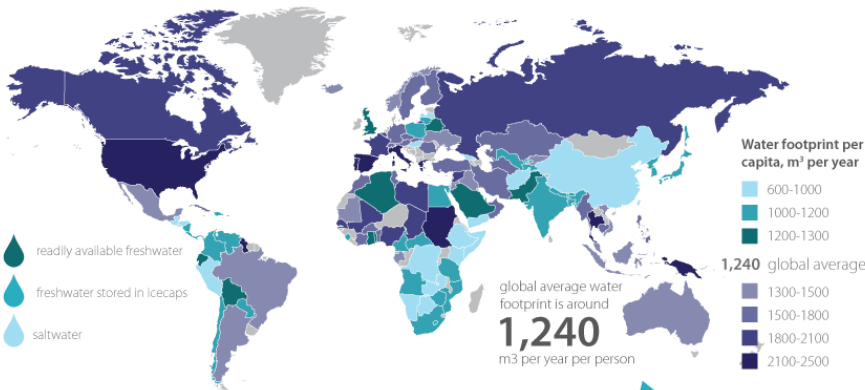 Water footprint per
capita, m³ per year
600-1000
1000-1200
1200-1300
1,240 global average
1300-1500
1500-1800
1800-2100
2100-2500
readily available freshwater
freshwater stored in icecaps
saltwater
global average water
footprint is around
1,240
m3 per year per person